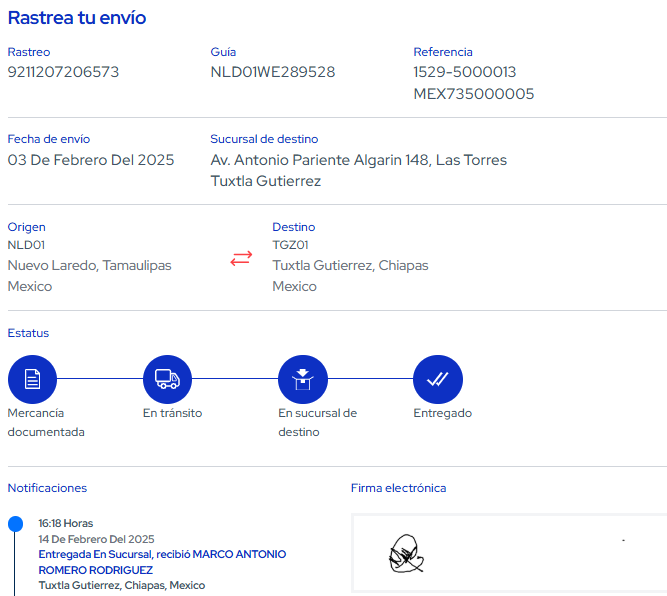 Rastrea tu envío
Rastreo
9211207206573
Guía
NLD01WE289528
Referencia
1529-5000013
MEX735000005
Fecha de envío
03 De Febrero Del 2025
Sucursal de destino
Av. Antonio Pariente Algarin 148, Las Torres
Tuxtla Gutierrez
Origen
NLD01
Nuevo Laredo, Tamaulipas
Mexico
Destino
TGZ01
Tuxtla Gutierrez, Chiapas
Mexico
Estatus
Mercancía
documentada
En tránsito
En sucursal de
destino
Entregado
Notificaciones
16:18 Horas
14 De Febrero Del 2025
Entregada En Sucursal, recibió MARCO ANTONIO
ROMERO RODRIGUEZ
Tuxtla Gutierrez, Chiapas, Mexico
Firma electrónica